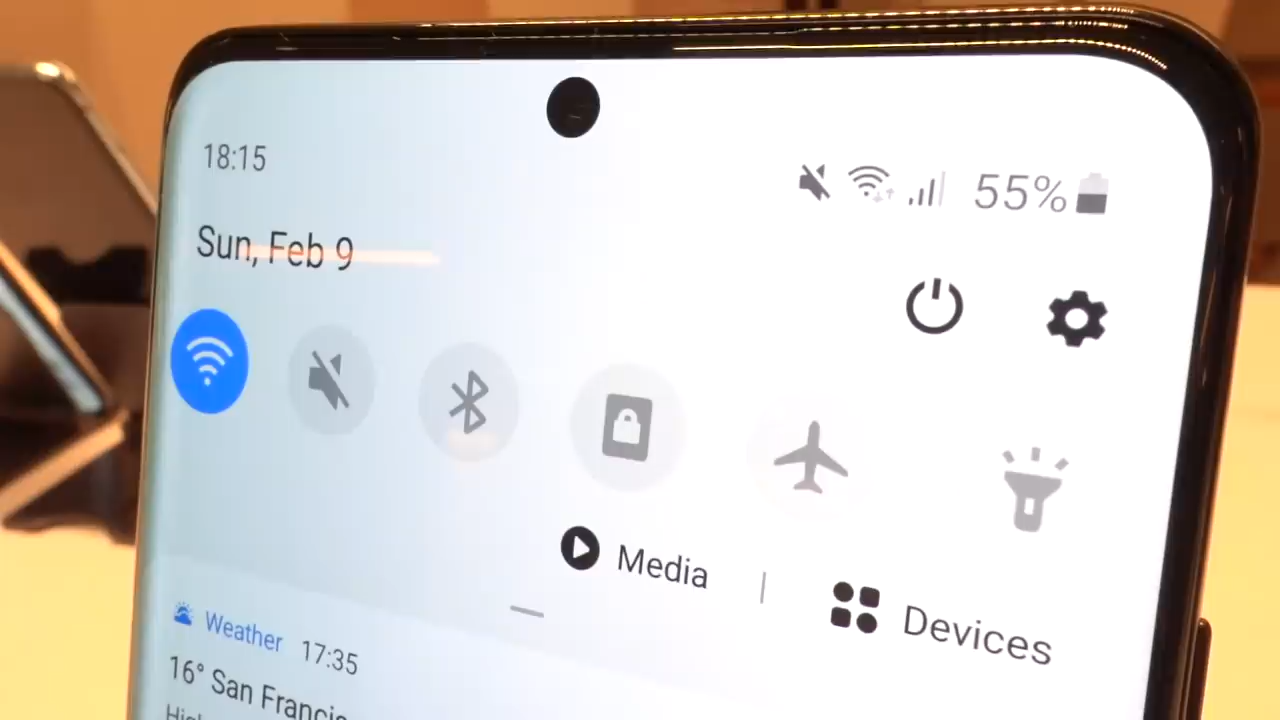 18:15
55%
Sun, Feb 9
Media | Devices
Weather 17:35
16° San Francis